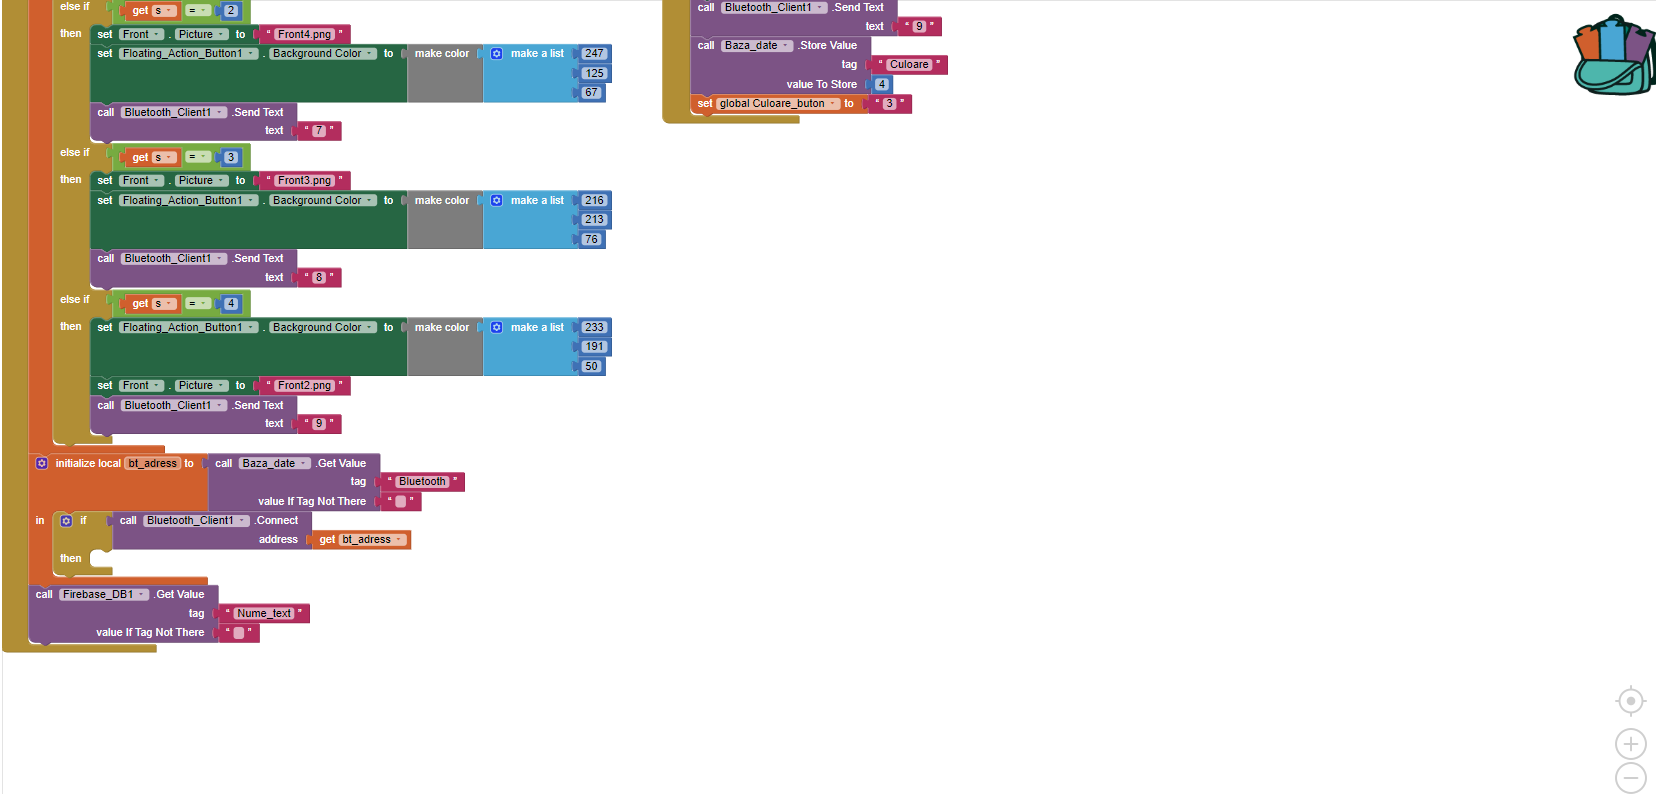 else if get s = 2
then set Front . Picture to " Front4.png "
set Floating_Action_Button1 . Background Color to make color make a list 247
125
67
call Bluetooth_Client1 .Send Text
text " 7 "
else if get s = 3
then set Front . Picture to " Front3.png "
set Floating_Action_Button1 . Background Color to make color make a list 216
213
76
call Bluetooth_Client1 .Send Text
text " 8 "
else if get s = 4
then set Floating_Action_Button1 . Background Color to make color make a list 233
191
50
set Front . Picture to " Front2.png "
call Bluetooth_Client1 .Send Text
text " 9 "
initialize local bt_adress to call Baza_date .Get Value
tag " Bluetooth "
value If Tag Not There " "
in if call Bluetooth_Client1 .Connect
address get bt_adress
then
call Firebase_DB1 .Get Value
tag " Nume_text "
value If Tag Not There " "
call Bluetooth_Client1 .Send Text
text " 9 "
call Baza_date .Store Value
tag " Culoare "
value To Store 4
set global Culoare_buton to " 3 "